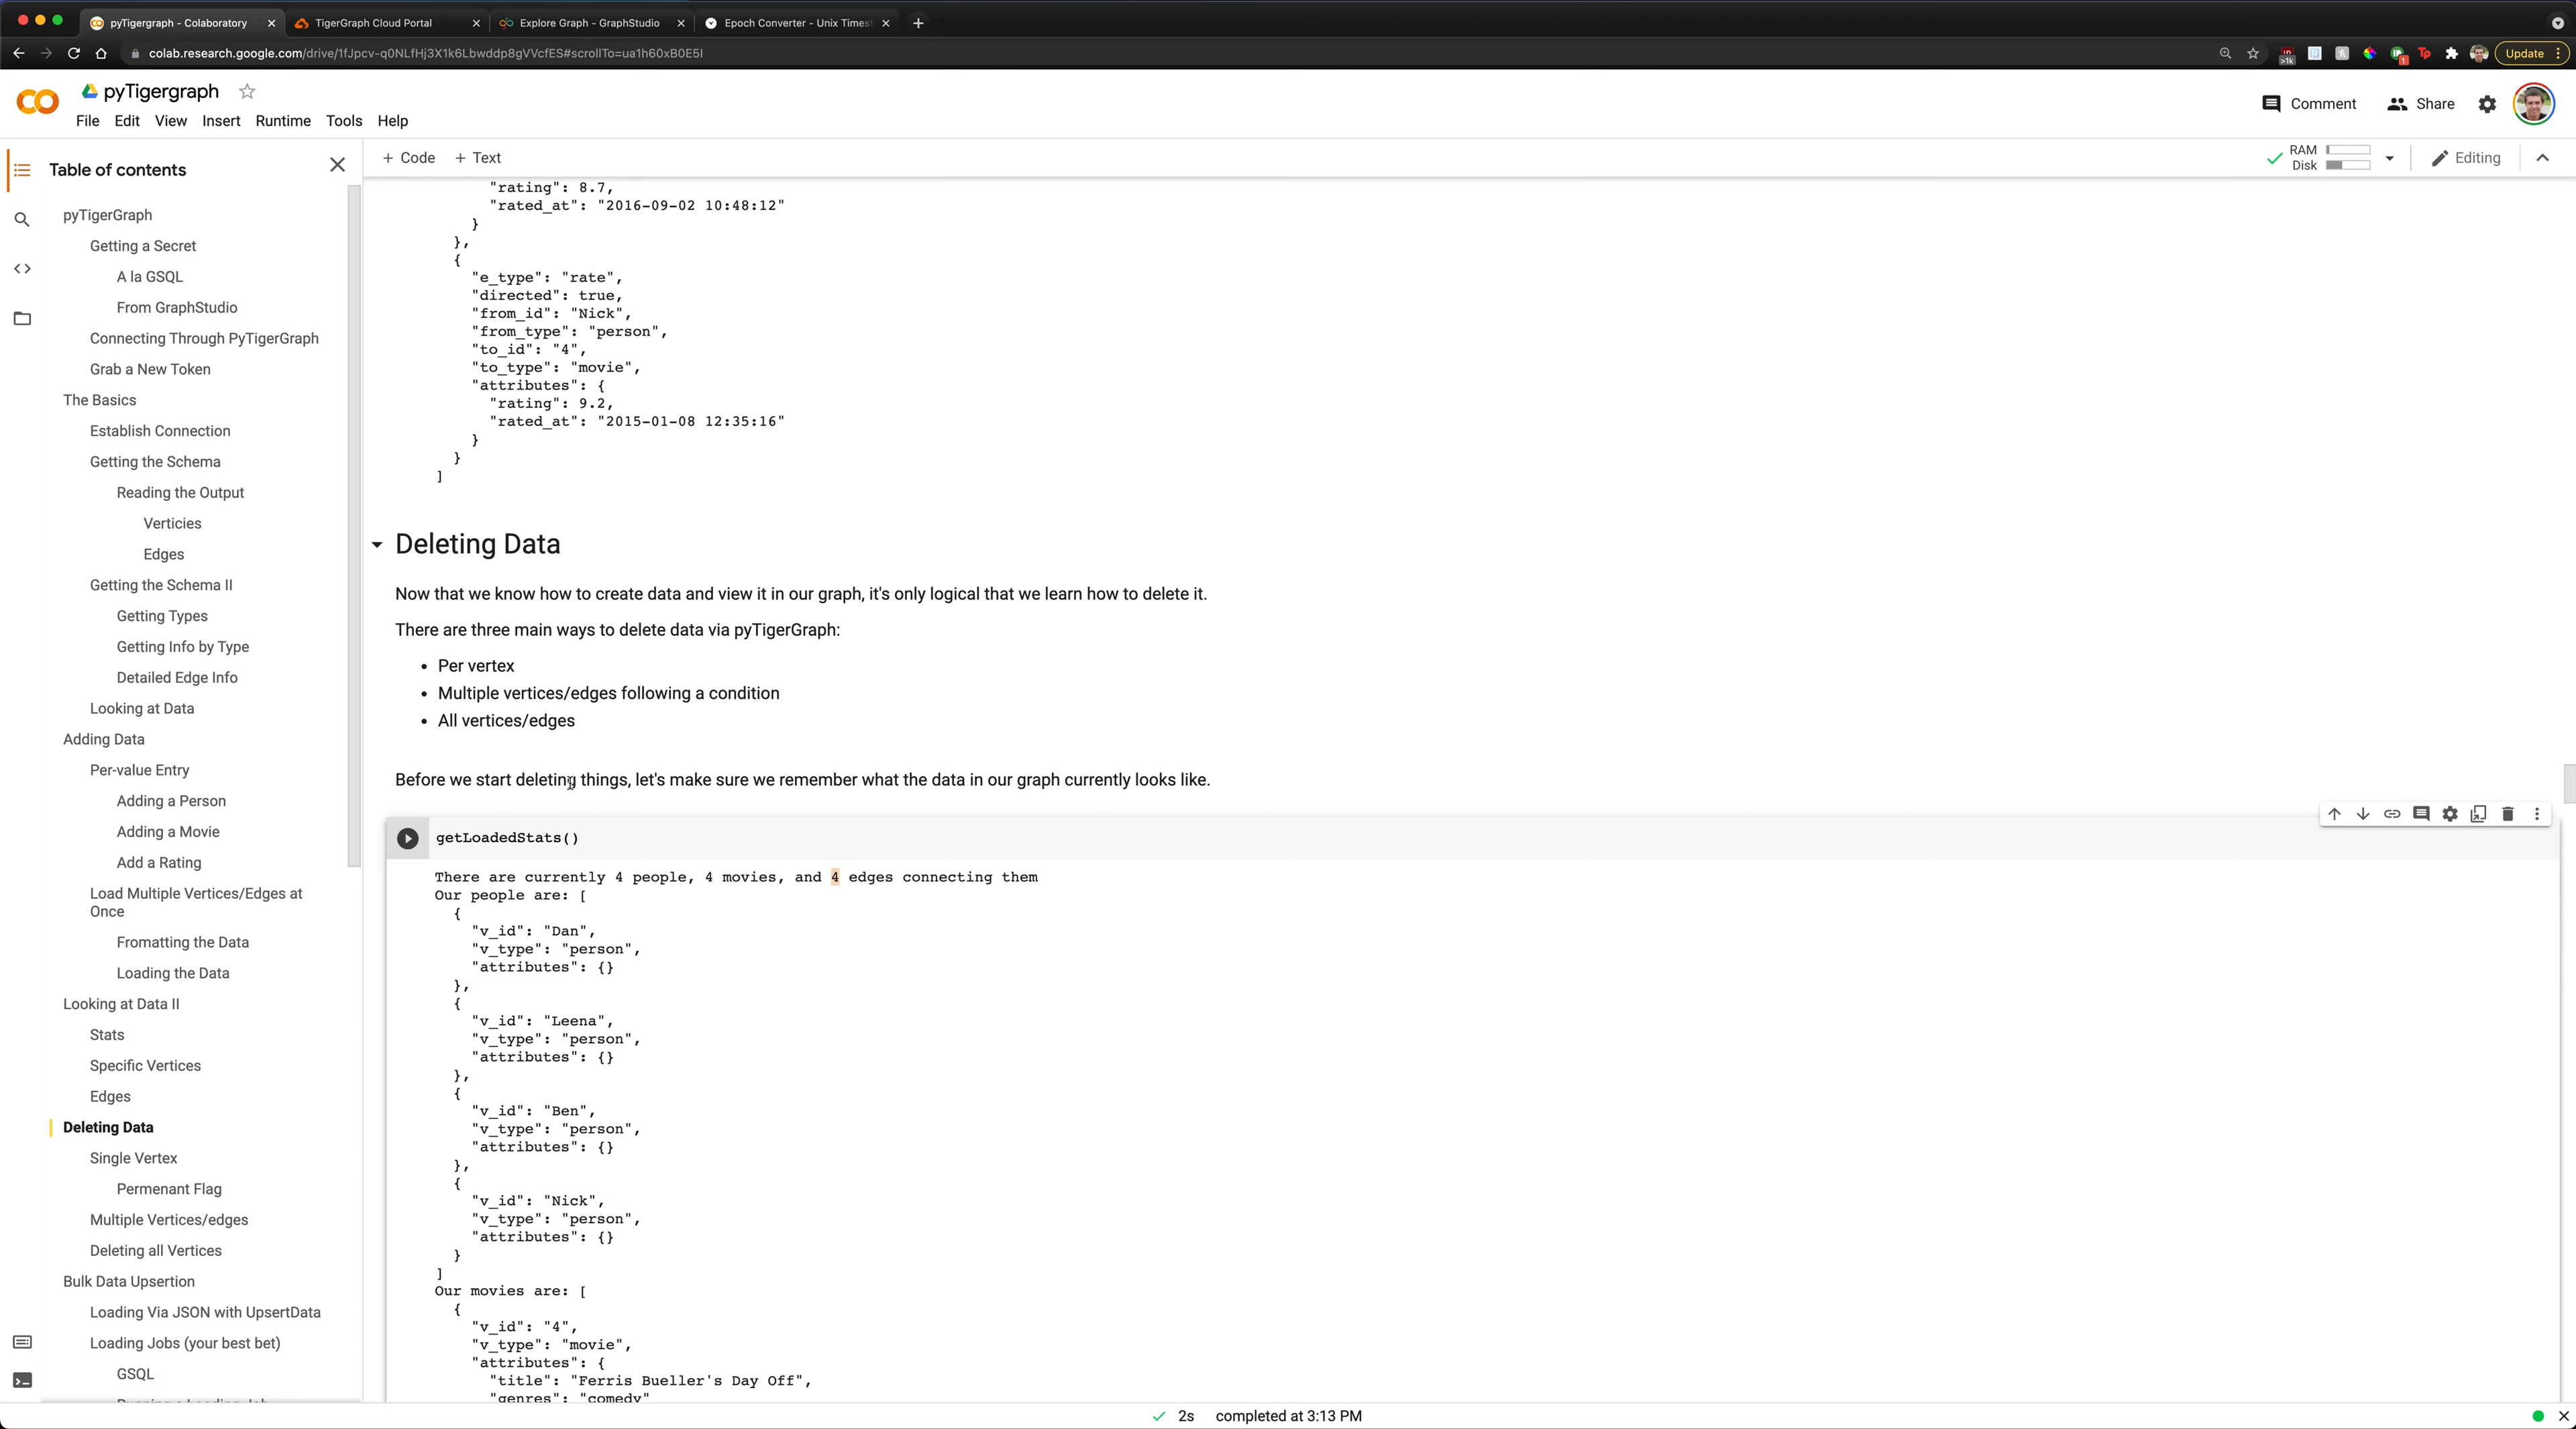 pyTigergraph - Colaboratory
TigerGraph Cloud Portal
Explore Graph - GraphStudio
Epoch Converter - Unix Timest
colab.research.google.com/drive/1fJpcv-q0NLfHj3X1k6Lbwddp8gVVcfES#scrollTo=ua1h60xB0E5I
>1k
1
Tp
Update
pyTigergraph
File Edit View Insert Runtime Tools Help
Comment
Share
Table of contents
pyTigerGraph
Getting a Secret
A la GSQL
From GraphStudio
Connecting Through PyTigerGraph
Grab a New Token
The Basics
Establish Connection
Getting the Schema
Reading the Output
Verticies
Edges
Getting the Schema II
Getting Types
Getting Info by Type
Detailed Edge Info
Looking at Data
Adding Data
Per-value Entry
Adding a Person
Adding a Movie
Add a Rating
Load Multiple Vertices/Edges at
Once
Fromatting the Data
Loading the Data
Looking at Data II
Stats
Specific Vertices
Edges
Deleting Data
Single Vertex
Permenant Flag
Multiple Vertices/edges
Deleting all Vertices
Bulk Data Upsertion
Loading Via JSON with UpsertData
Loading Jobs (your best bet)
GSQL
+ Code + Text
RAM
Disk
Editing
"rating": 8.7,
"rated_at": "2016-09-02 10:48:12"
}
},
{
"e_type": "rate",
"directed": true,
"from_id": "Nick",
"from_type": "person",
"to_id": "4",
"to_type": "movie",
"attributes": {
"rating": 9.2,
"rated_at": "2015-01-08 12:35:16"
}
}
]
Deleting Data
Now that we know how to create data and view it in our graph, it's only logical that we learn how to delete it.
There are three main ways to delete data via pyTigerGraph:
• Per vertex
• Multiple vertices/edges following a condition
• All vertices/edges
Before we start deleting things, let's make sure we remember what the data in our graph currently looks like.
getLoadedStats()
There are currently 4 people, 4 movies, and 4 edges connecting them
Our people are: [
{
"v_id": "Dan",
"v_type": "person",
"attributes": {}
},
{
"v_id": "Leena",
"v_type": "person",
"attributes": {}
},
{
"v_id": "Ben",
"v_type": "person",
"attributes": {}
},
{
"v_id": "Nick",
"v_type": "person",
"attributes": {}
}
]
Our movies are: [
{
"v_id": "4",
"v_type": "movie",
"attributes": {
"title": "Ferris Bueller's Day Off",
"genres": "comedy"
2s completed at 3:13 PM